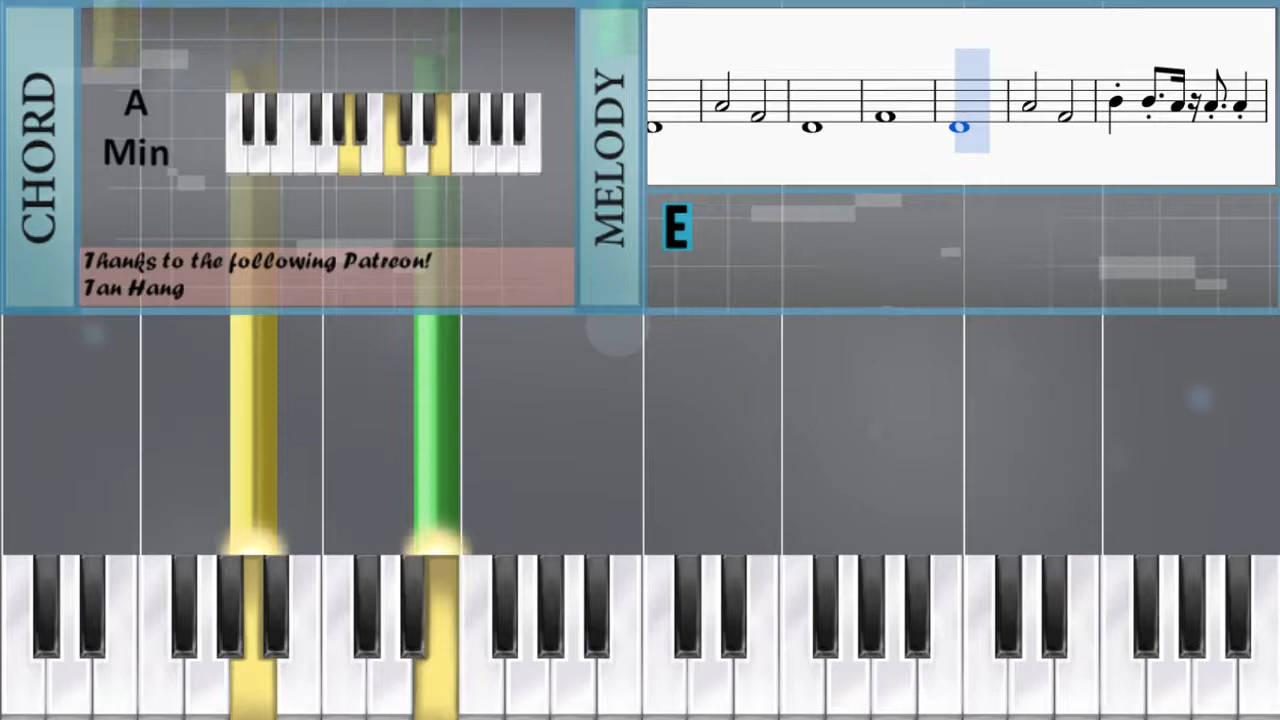 CHORD
A
Min
Thanks to the following Patreon!
Tan Hang
MELODY
E